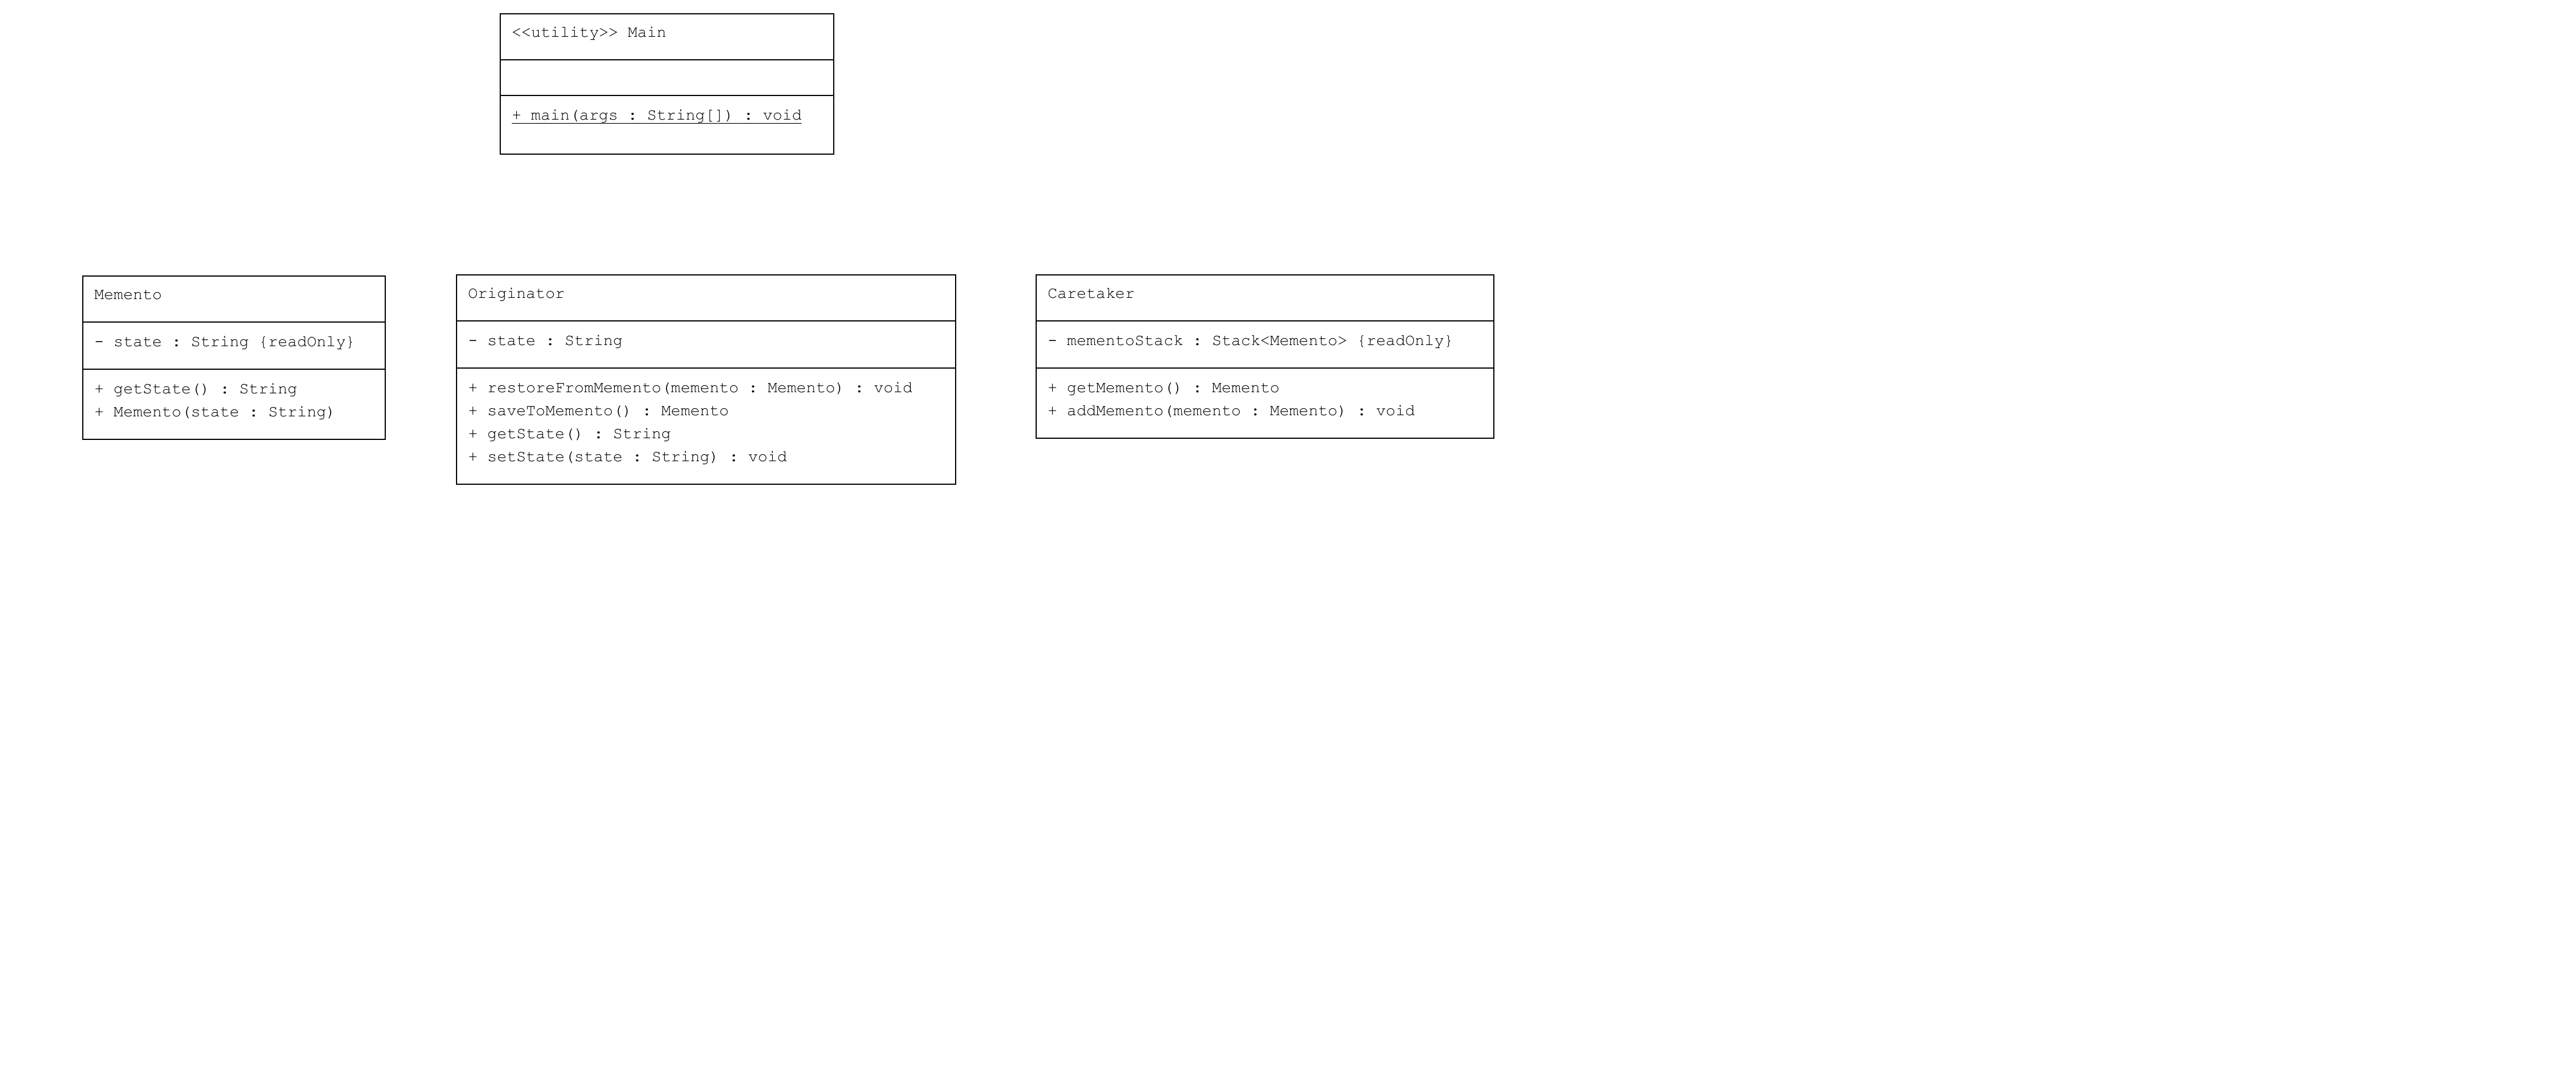 <<utility>> Main
+ main(args : String[]) : void
Memento
- state : String {readOnly}
+ getState() : String
+ Memento(state : String)
Originator
- state : String
+ restoreFromMemento(memento : Memento) : void
+ saveToMemento() : Memento
+ getState() : String
+ setState(state : String) : void
Caretaker
- mementoStack : Stack<Memento> {readOnly}
+ getMemento() : Memento
+ addMemento(memento : Memento) : void